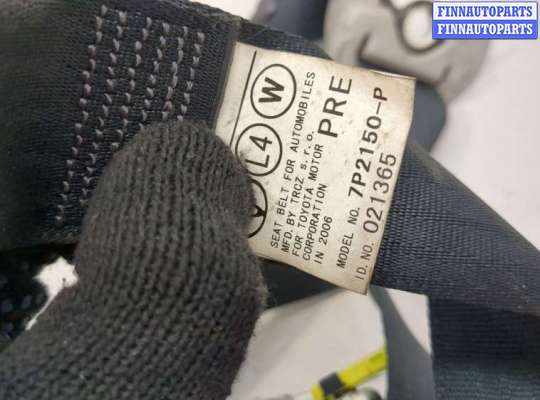 FINNAUTOPARTS
FINNAUTOPARTS
L4 W
SEAT BELT FOR AUTOMOBILES
MFD. BY TRCZ s.r.o.
FOR TOYOTA MOTOR
CORPORATION
IN 2006
PRE
MODEL NO. 7P2150-P
ID. NO. 021365